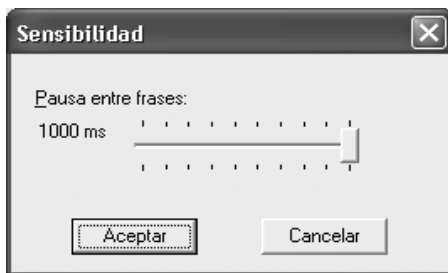 Sensibilidad
Pausa entre frases:
1000 ms
Aceptar
Cancelar